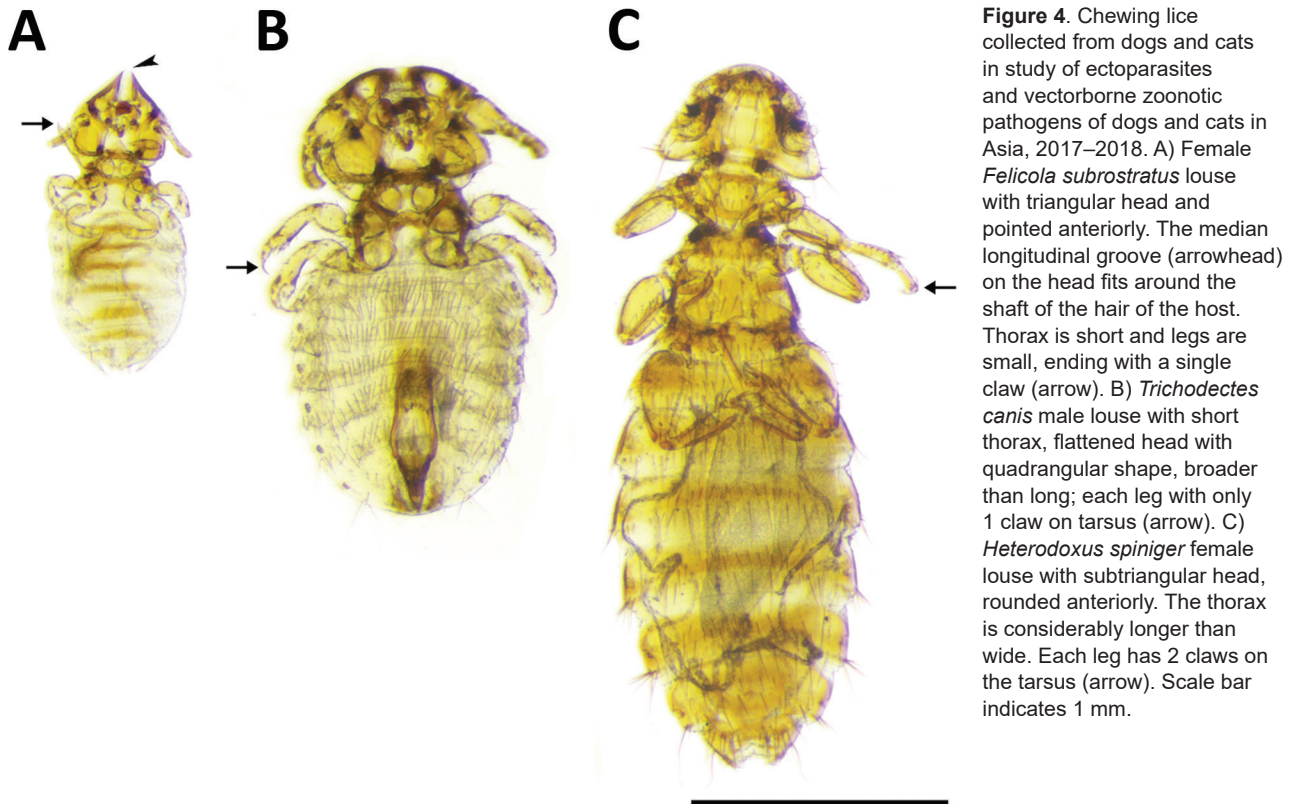 A
B
C
Figure 4. Chewing lice
collected from dogs and cats
in study of ectoparasites
and vectorborne zoonotic
pathogens of dogs and cats in
Asia, 2017–2018. A) Female
Felicola subrostratus louse
with triangular head and
pointed anteriorly. The median
longitudinal groove (arrowhead)
on the head fits around the
shaft of the hair of the host.
Thorax is short and legs are
small, ending with a single
claw (arrow). B) Trichodectes
canis male louse with short
thorax, flattened head with
quadrangular shape, broader
than long; each leg with only
1 claw on tarsus (arrow). C)
Heterodoxus spiniger female
louse with subtriangular head,
rounded anteriorly. The thorax
is considerably longer than
wide. Each leg has 2 claws on
the tarsus (arrow). Scale bar
indicates 1 mm.